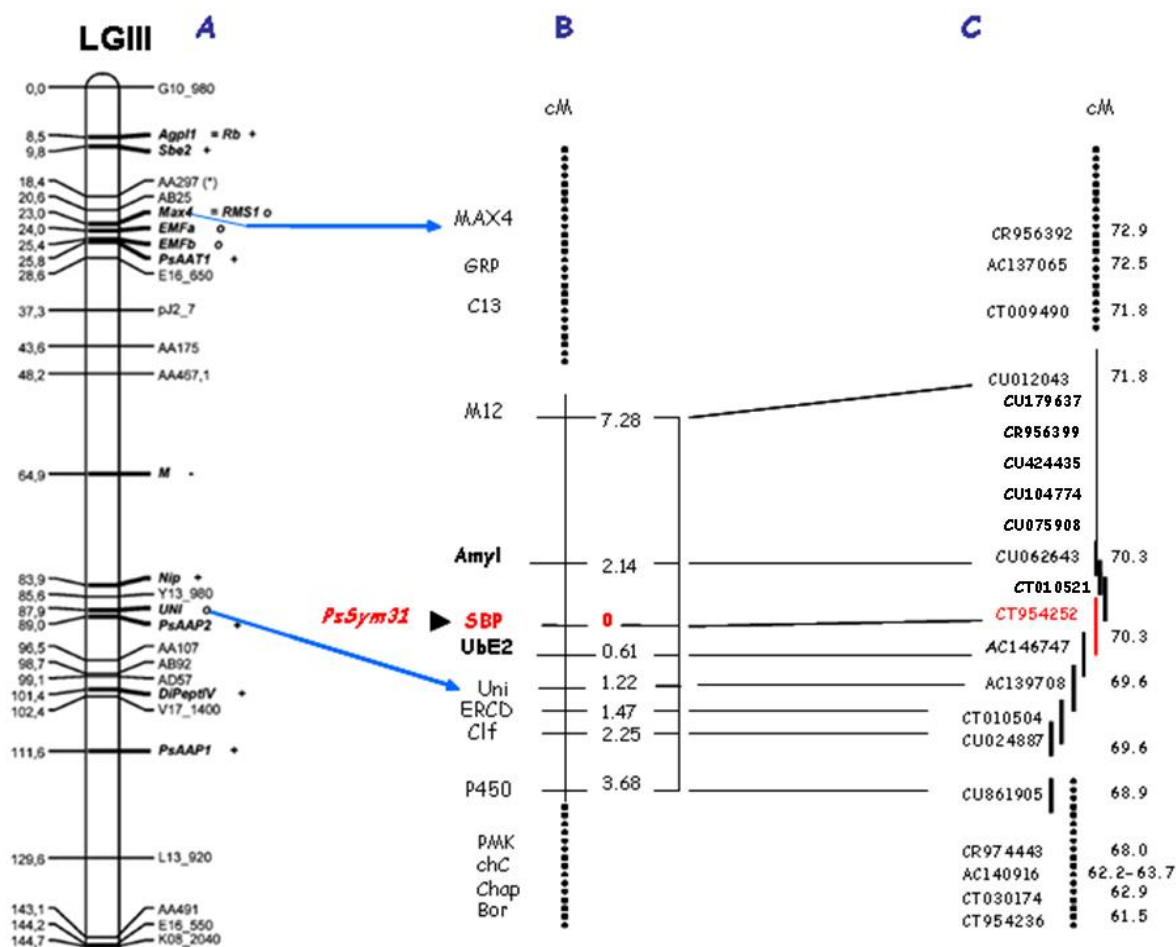 A B C
LGIII
0,0 G10_980
8,5 Agpl1 = Rb +
9,8 Sbe2 +
18,4 AA297 (*)
20,6 AB25
23,0 Max4 = RMS1 o
24,0 EMFa o
25,4 EMFb o
25,8 PsAAT1 +
28,6 E16_650
37,3 pJ2_7
43,6 AA175
48,2 AA467,1
64,9 M -
83,9 Nip +
85,6 Y13_980
87,9 UNI o
89,0 PsAAP2 +
96,5 AA107
98,7 AB92
99,1 AD57
101,4 DiPeptIV +
102,4 V17_1400
111,6 PsAAP1 +
129,6 L13_920
143,1 AA491
144,2 E16_550
144,7 K08_2040
cM
MAX4
GRP
C13
M12 7.28
Amyl 2.14
PsSym31 SBP 0
UbE2 0.61
Uni 1.22
ERCD 1.47
Clf 2.25
P450 3.68
PMK
chC
Chap
Bor
cM
CR956392 72.9
AC137065 72.5
CT009490 71.8
CU012043 71.8
CU179637
CR956399
CU424435
CU104774
CU075908
CU062643 70.3
CT010521
CT954252
AC146747 70.3
AC139708 69.6
CT010504
CU024887 69.6
CU861905 68.9
CR974443 68.0
AC140916 62.2-63.7
CT030174 62.9
CT954236 61.5